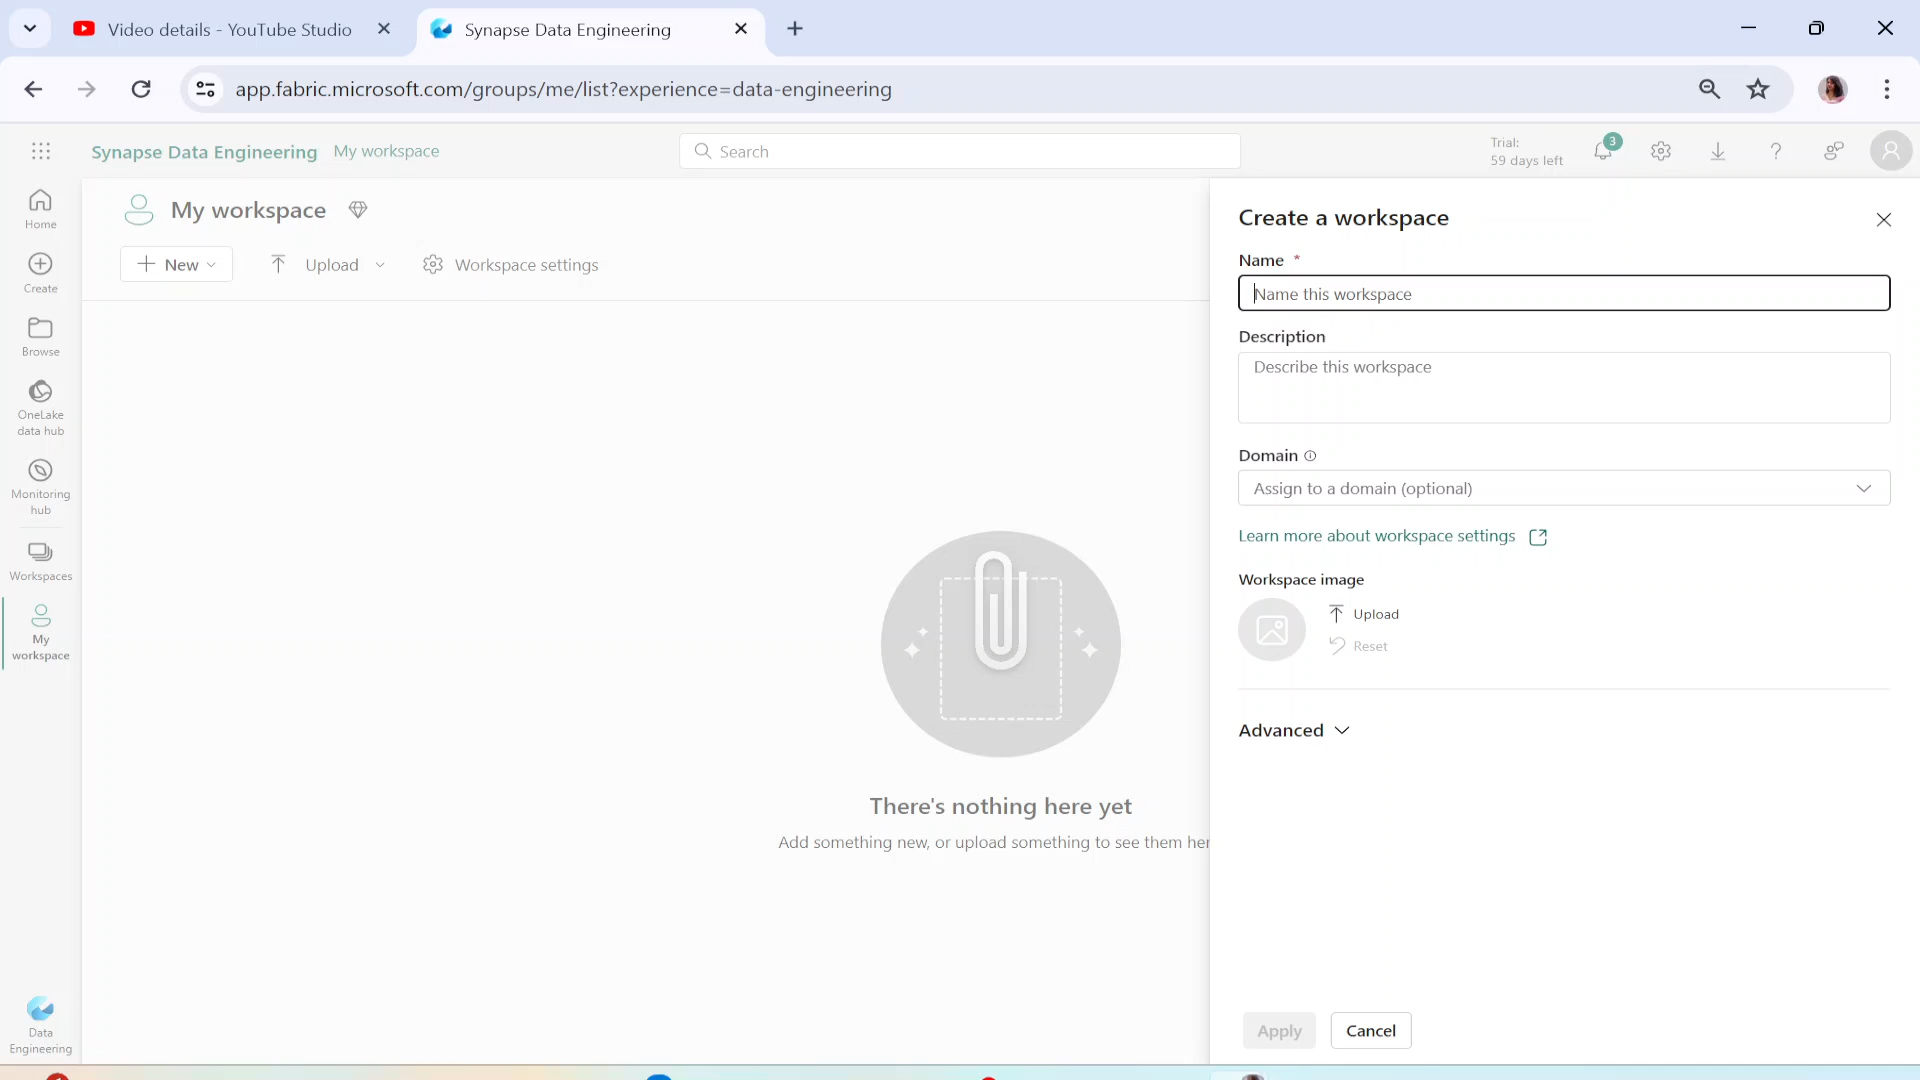 Video details - YouTube Studio
Synapse Data Engineering
app.fabric.microsoft.com/groups/me/list?experience=data-engineering
Synapse Data Engineering
My workspace
Search
Trial:
59 days left
3
Home
Create
Browse
OneLake
data hub
Monitoring
hub
Workspaces
My
workspace
Data
Engineering
My workspace
New
Upload
Workspace settings
There's nothing here yet
Add something new, or upload something to see them her
Create a workspace
Name *
Name this workspace
Description
Describe this workspace
Domain
Assign to a domain (optional)
Learn more about workspace settings
Workspace image
Upload
Reset
Advanced
Apply
Cancel